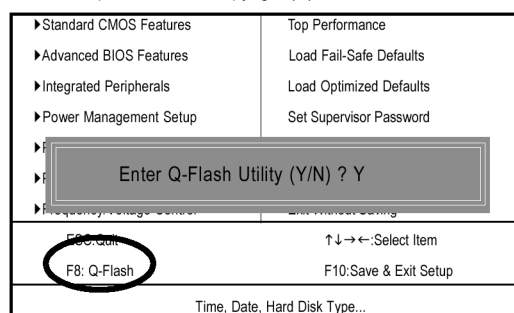 ▶Standard CMOS Features
Top Performance
▶Advanced BIOS Features
Load Fail-Safe Defaults
▶Integrated Peripherals
Load Optimized Defaults
▶Power Management Setup
Set Supervisor Password
Enter Q-Flash Utility (Y/N) ? Y
ESC:Quit
↑↓→←:Select Item
F8: Q-Flash
F10:Save & Exit Setup
Time, Date, Hard Disk Type...